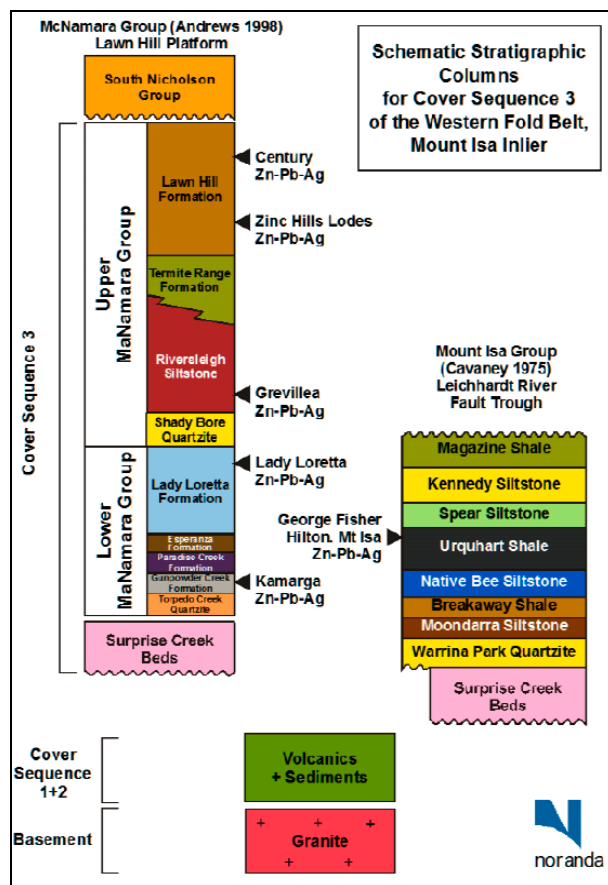 McNamara Group (Andrews 1998)
Lawn Hill Platform
South Nicholson
Group
Schematic Stratigraphic
Columns
for Cover Sequence 3
of the Western Fold Belt,
Mount Isa Inlier
Cover Sequence 3
Upper
MaNamara Group
Lawn Hill
Formation
Century
Zn-Pb-Ag
Zinc Hills Lodes
Zn-Pb-Ag
Termite Range
Formation
Riversleigh
Siltstone
Grevillea
Zn-Pb-Ag
Shady Bore
Quartzite
Lower
MaNamara Group
Lady Loretta
Formation
Lady Loretta
Zn-Pb-Ag
Esperanza
Formation
Paradise Creek
Formation
Gunpowder Creek
Formation
Kamarga
Zn-Pb-Ag
Torpedo Creek
Quartzite
Surprise Creek
Beds
Mount Isa Group
(Cavaney 1975)
Leichhardt River
Fault Trough
Magazine Shale
Kennedy Siltstone
Spear Siltstone
George Fisher
Hilton. Mt Isa
Zn-Pb-Ag
Urquhart Shale
Native Bee Siltstone
Breakaway Shale
Moondarra Siltstone
Warrina Park Quartzite
Surprise Creek
Beds
Cover
Sequence
1+2
Volcanics
+ Sediments
Basement
+ + +
Granite
+ +
noranda